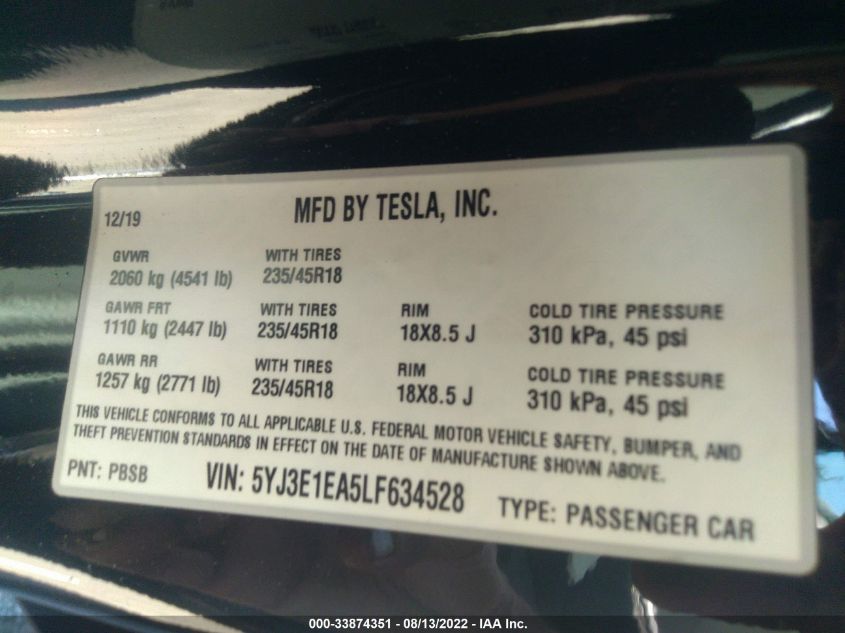 12/19
MFD BY TESLA, INC.
GVWR WITH TIRES
2060 kg (4541 lb) 235/45R18
GAWR FRT WITH TIRES RIM COLD TIRE PRESSURE
1110 kg (2447 lb) 235/45R18 18X8.5 J 310 kPa, 45 psi
GAWR RR WITH TIRES RIM COLD TIRE PRESSURE
1257 kg (2771 lb) 235/45R18 18X8.5 J 310 kPa, 45 psi
THIS VEHICLE CONFORMS TO ALL APPLICABLE U.S. FEDERAL MOTOR VEHICLE SAFETY, BUMPER, AND
THEFT PREVENTION STANDARDS IN EFFECT ON THE DATE OF MANUFACTURE SHOWN ABOVE.
PNT: PBSB VIN: 5YJ3E1EA5LF634528 TYPE: PASSENGER CAR
000-33874351 - 08/13/2022 - IAA Inc.